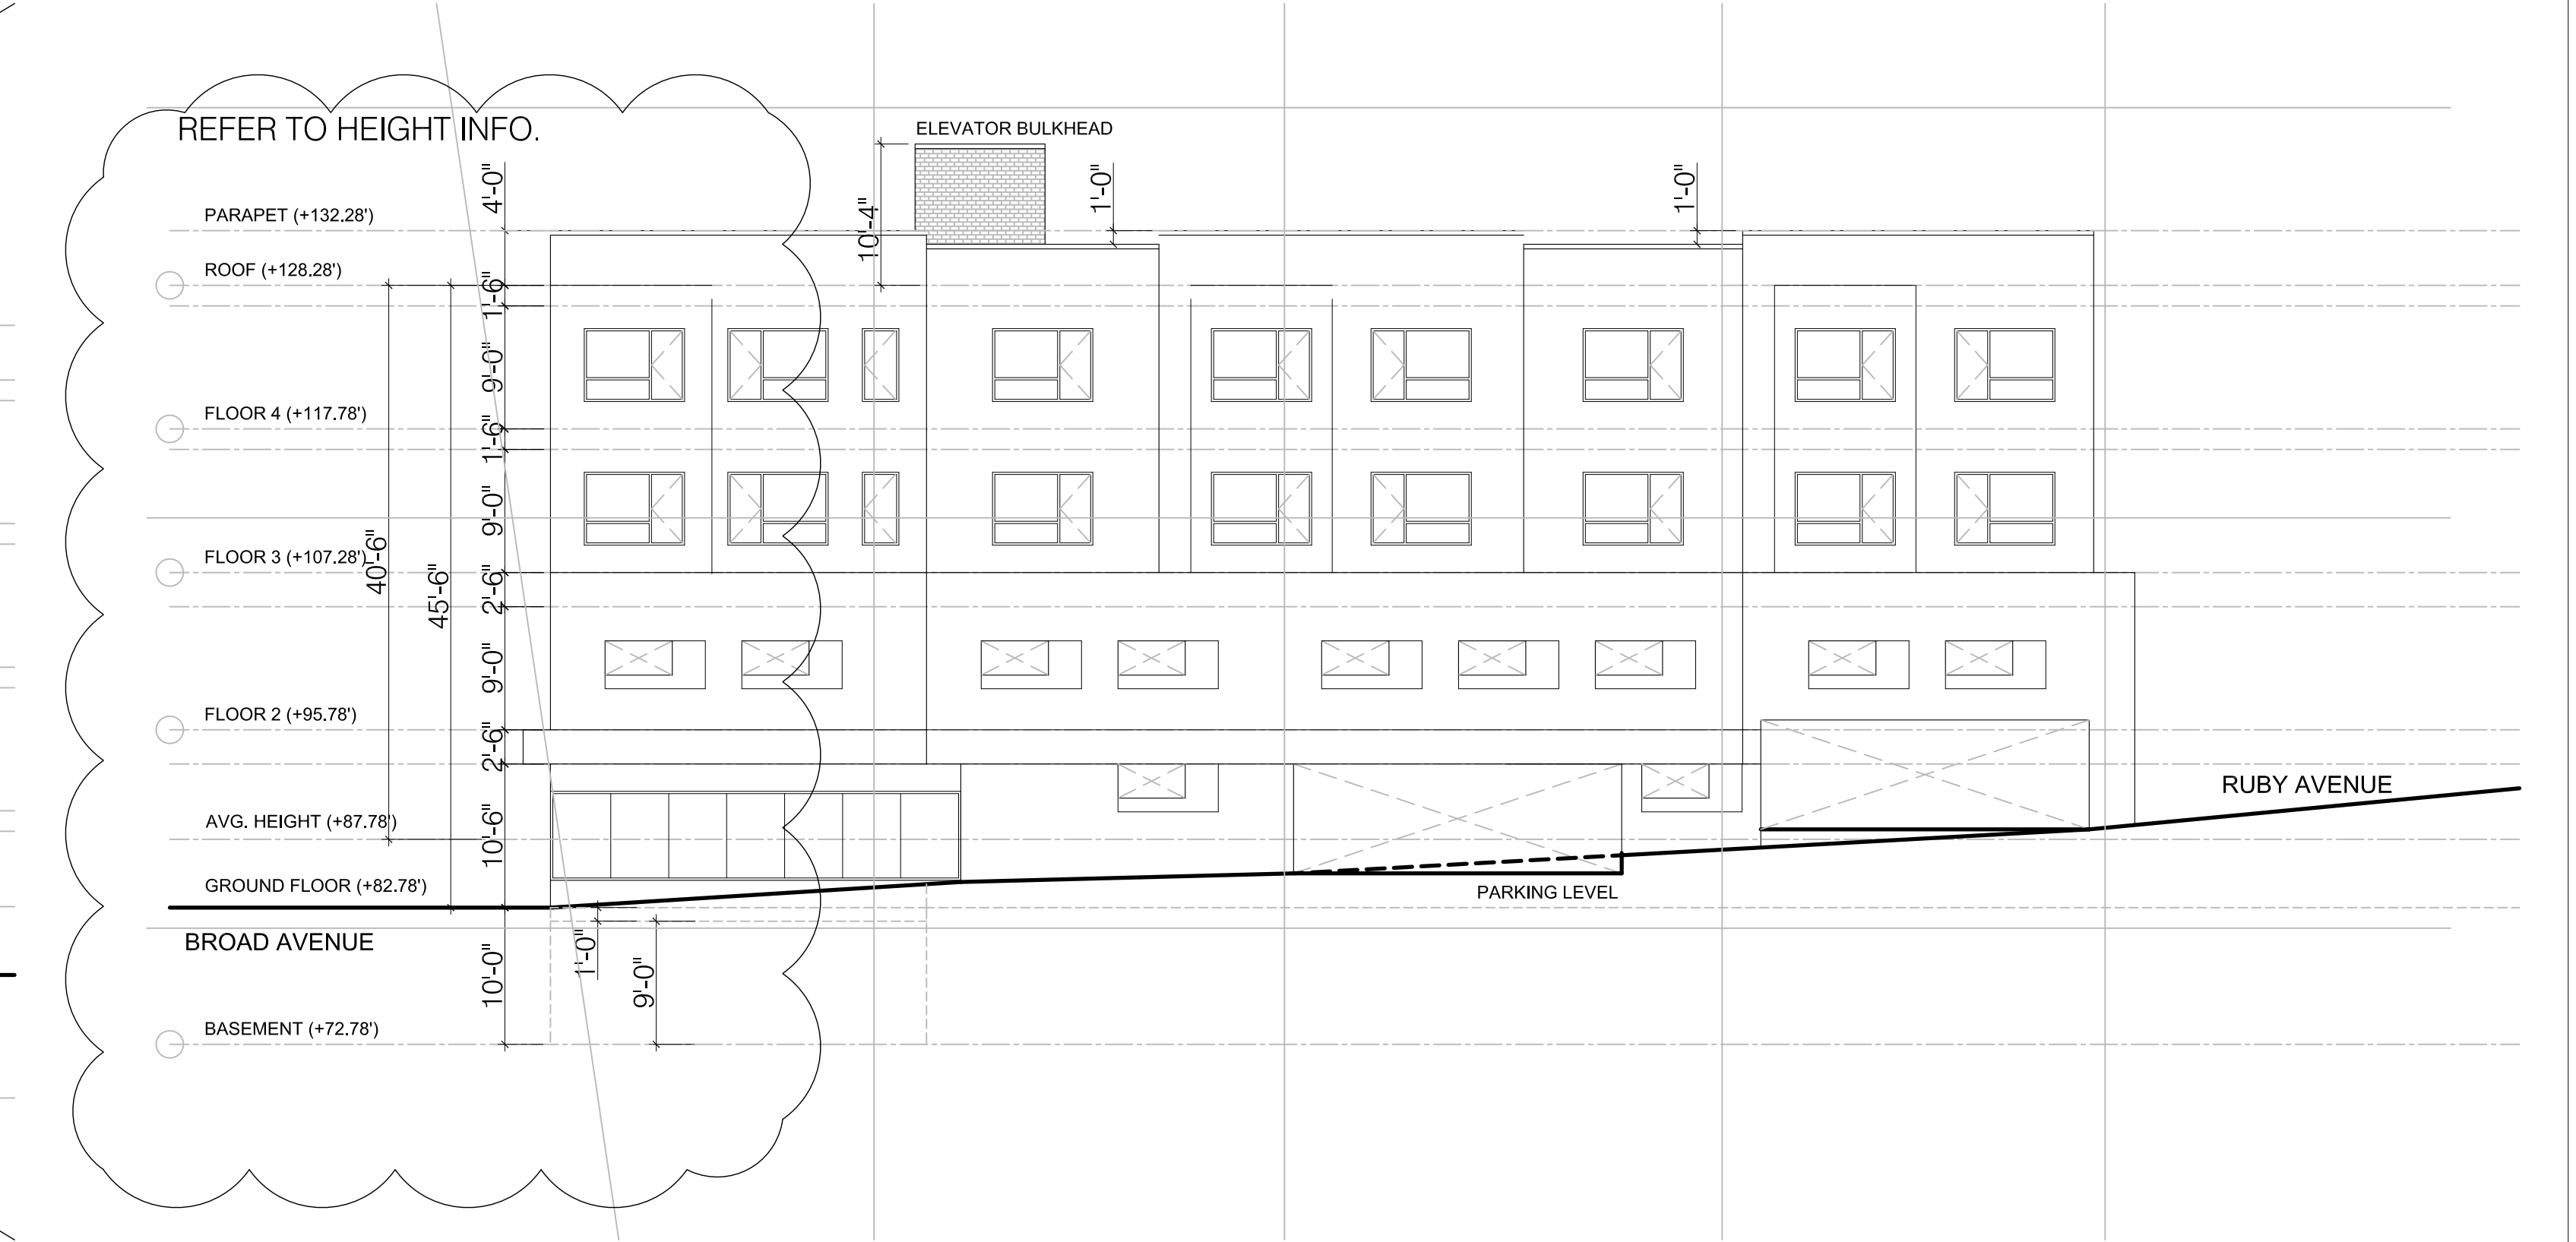 REFER TO HEIGHT INFO.
ELEVATOR BULKHEAD
4'-0"
10'-4"
1'-0"
1'-0"
PARAPET (+132.28')
ROOF (+128.28')
1'-6"
9'-0"
FLOOR 4 (+117.78')
1'-6"
9'-0"
FLOOR 3 (+107.28')
40'-6"
45'-6"
2'-6"
9'-0"
FLOOR 2 (+95.78')
2'-6"
RUBY AVENUE
AVG. HEIGHT (+87.78')
10'-6"
GROUND FLOOR (+82.78')
PARKING LEVEL
BROAD AVENUE
1'-0"
10'-0"
9'-0"
BASEMENT (+72.78')